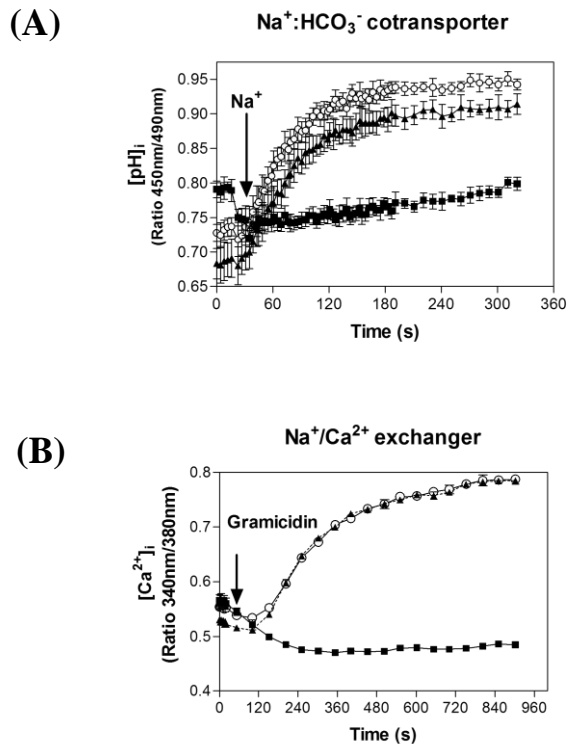 (A)
Na⁺:HCO₃⁻ cotransporter
0.95
0.90
0.85
0.80
0.75
0.70
0.65
[pH]ᵢ
(Ratio 450nm/490nm)
Na⁺
0 60 120 180 240 300 360
Time (s)
(B)
Na⁺/Ca²⁺ exchanger
0.8
0.7
0.6
0.5
0.4
[Ca²⁺]ᵢ
(Ratio 340nm/380nm)
Gramicidin
0 120 240 360 480 600 720 840 960
Time (s)